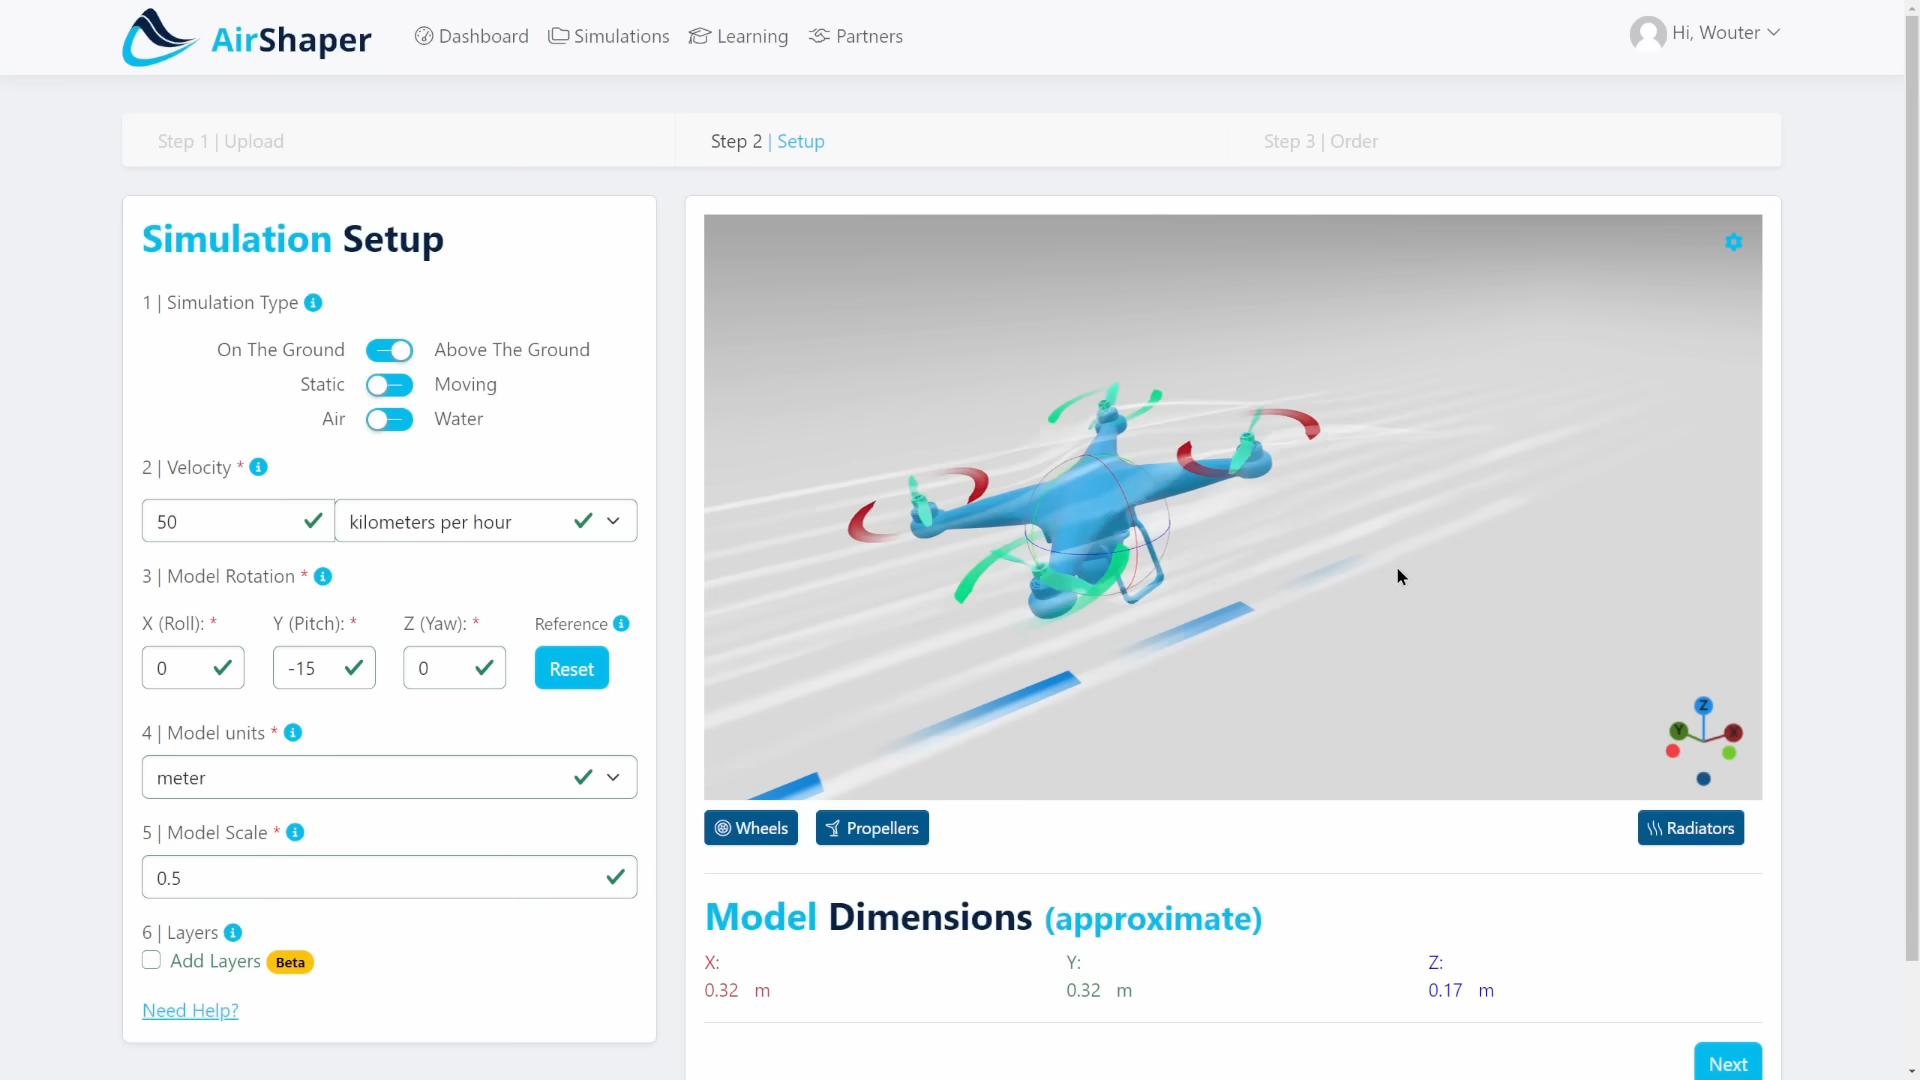 AirShaper
Dashboard
Simulations
Learning
Partners
Hi, Wouter
Step 1 | Upload
Step 2 | Setup
Step 3 | Order
Simulation Setup
1 | Simulation Type
On The Ground
Above The Ground
Static
Moving
Air
Water
2 | Velocity *
50
kilometers per hour
3 | Model Rotation *
X (Roll): *
Y (Pitch): *
Z (Yaw): *
Reference
0
-15
0
Reset
4 | Model units *
meter
5 | Model Scale *
0.5
6 | Layers
Add Layers Beta
Need Help?
Z
Y
X
Wheels
Propellers
Radiators
Model Dimensions (approximate)
X:
Y:
Z:
0.32 m
0.32 m
0.17 m
Next